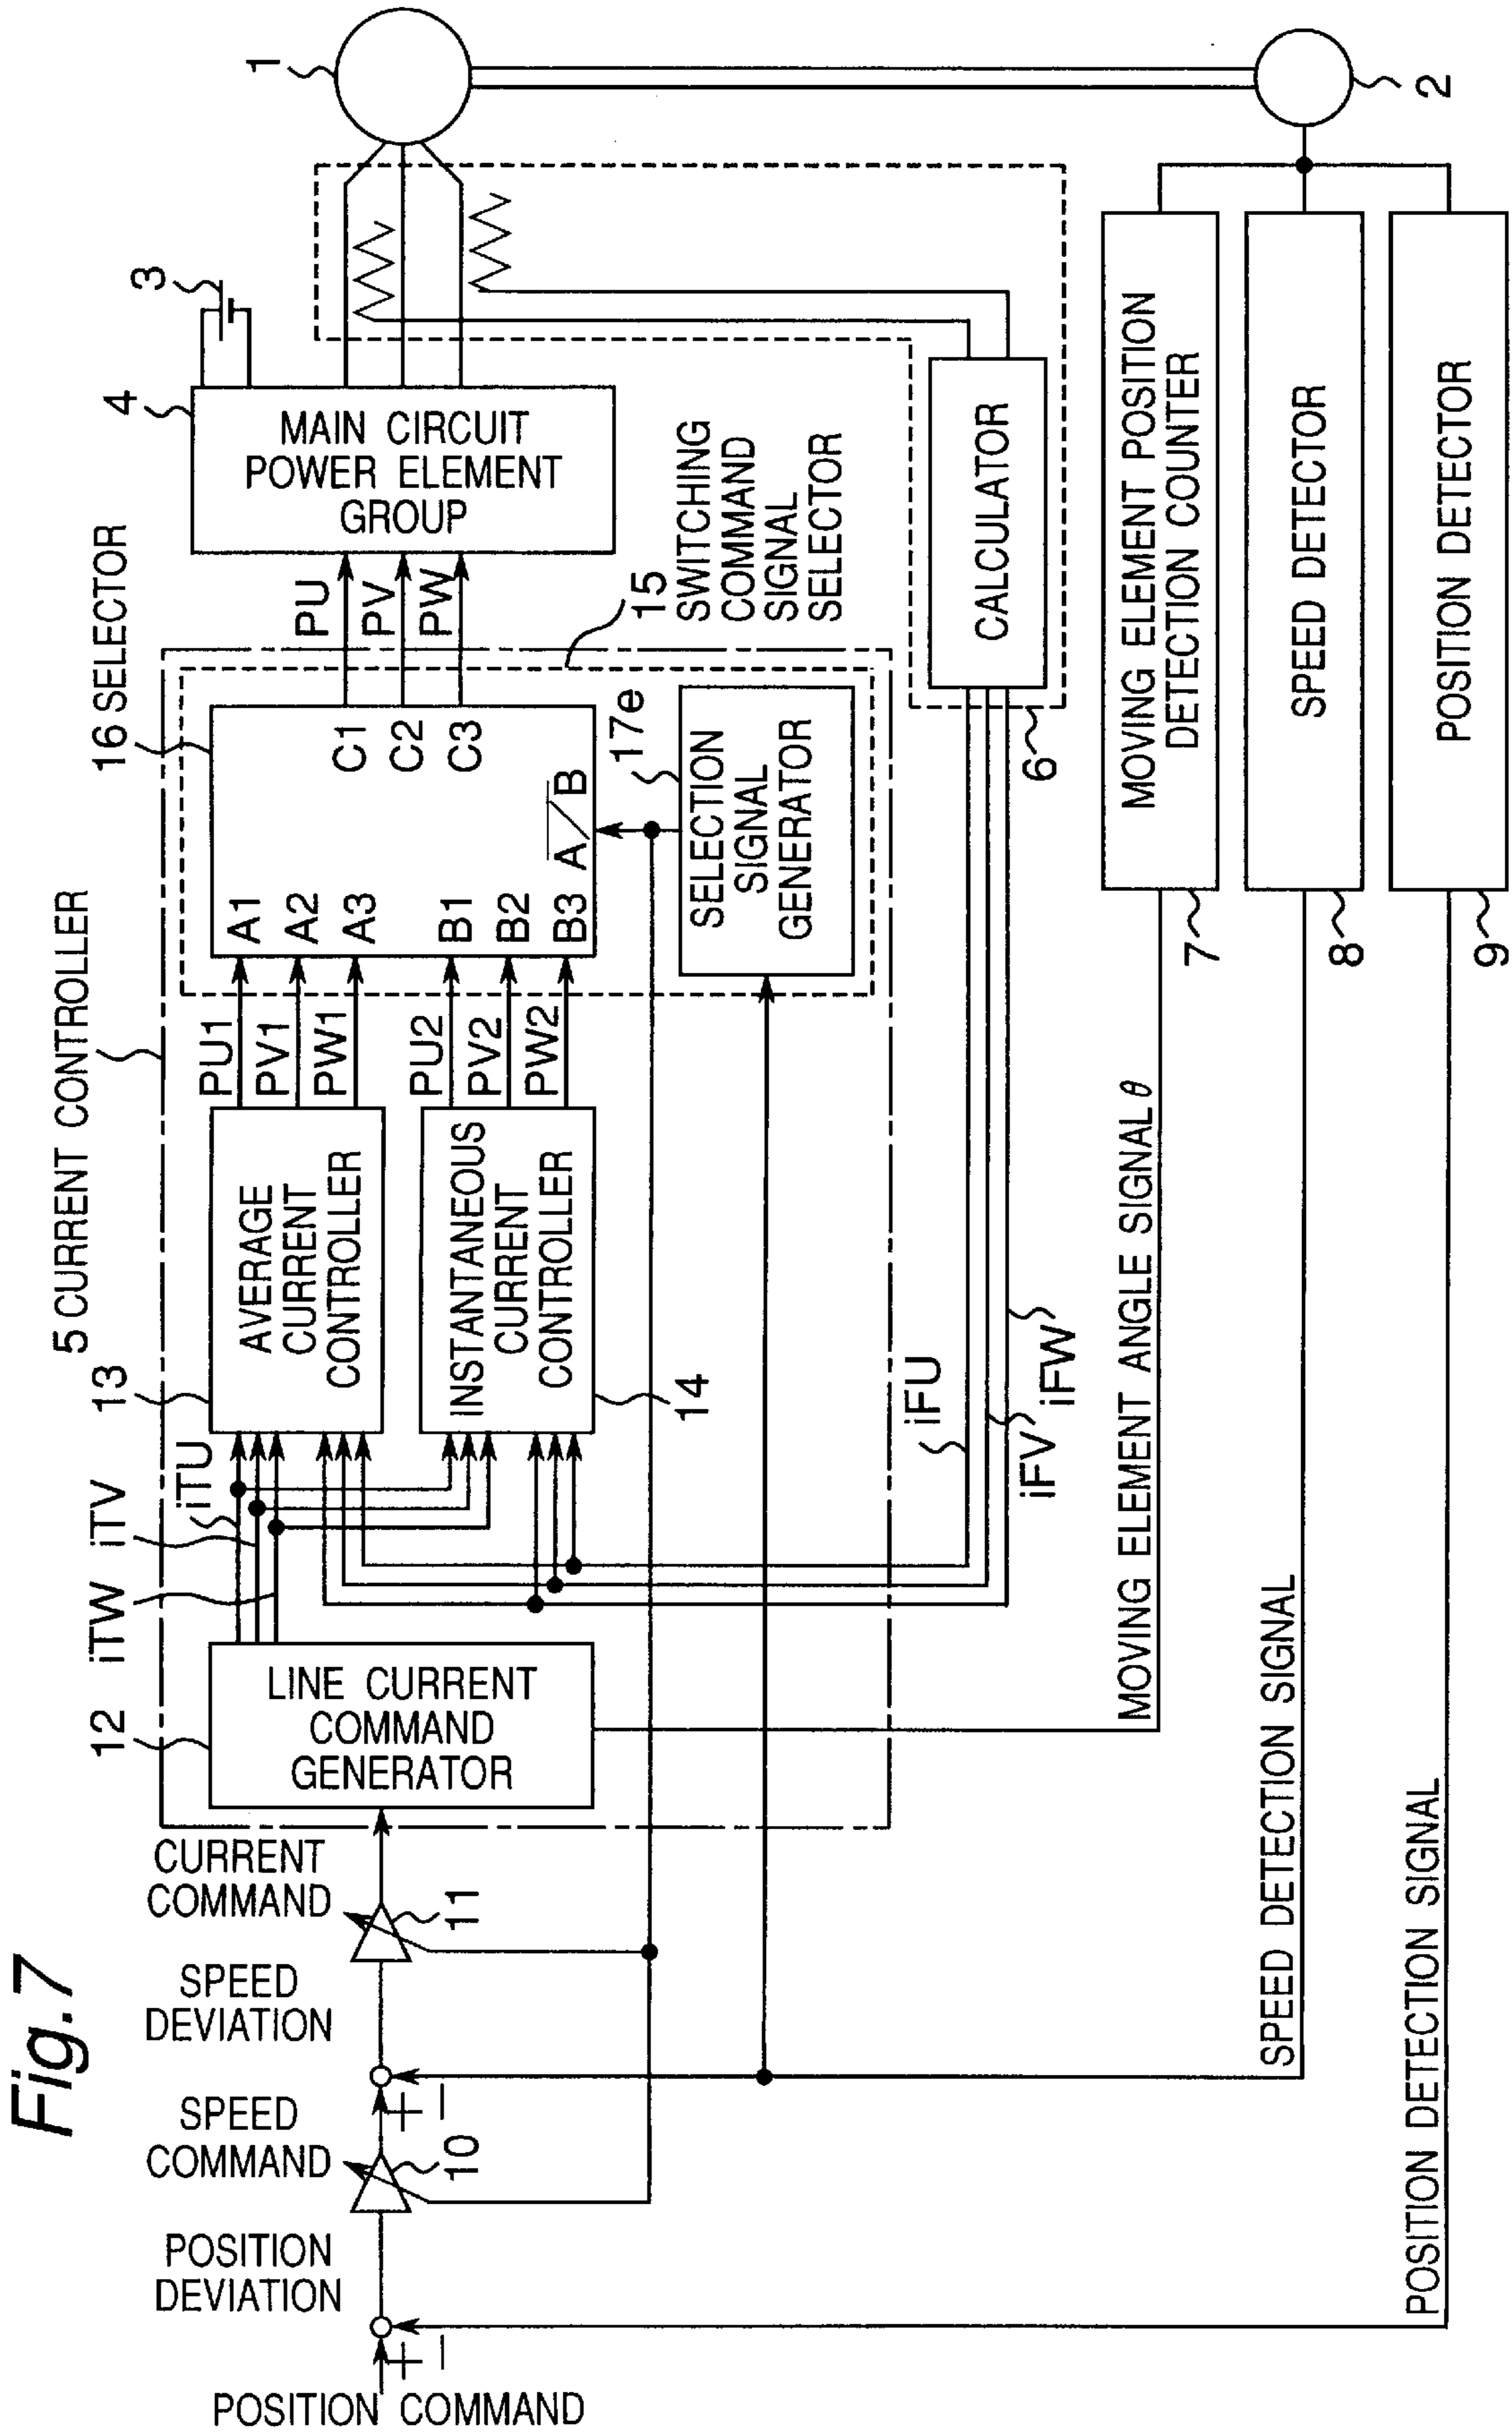 Fig.7
5 CURRENT CONTROLLER
16 SELECTOR
POSITION COMMAND
+
−
POSITION
DEVIATION
10
SPEED
COMMAND
+
−
SPEED
DEVIATION
11
CURRENT
COMMAND
12
LINE CURRENT
COMMAND
GENERATOR
iTW
iTV
iTU
13
AVERAGE
CURRENT
CONTROLLER
INSTANTANEOUS
CURRENT
CONTROLLER
14
PU1
PV1
PW1
PU2
PV2
PW2
A1
A2
A3
B1
B2
B3
C1
C2
C3
A̅/B
17e
SELECTION
SIGNAL
GENERATOR
15
SWITCHING
COMMAND
SIGNAL
SELECTOR
PU
PV
PW
4
MAIN CIRCUIT
POWER ELEMENT
GROUP
3
1
2
iFU
iFV
iFW
6
CALCULATOR
MOVING ELEMENT ANGLE SIGNAL θ
7
MOVING ELEMENT POSITION
DETECTION COUNTER
SPEED DETECTION SIGNAL
8
SPEED DETECTOR
POSITION DETECTION SIGNAL
9
POSITION DETECTOR